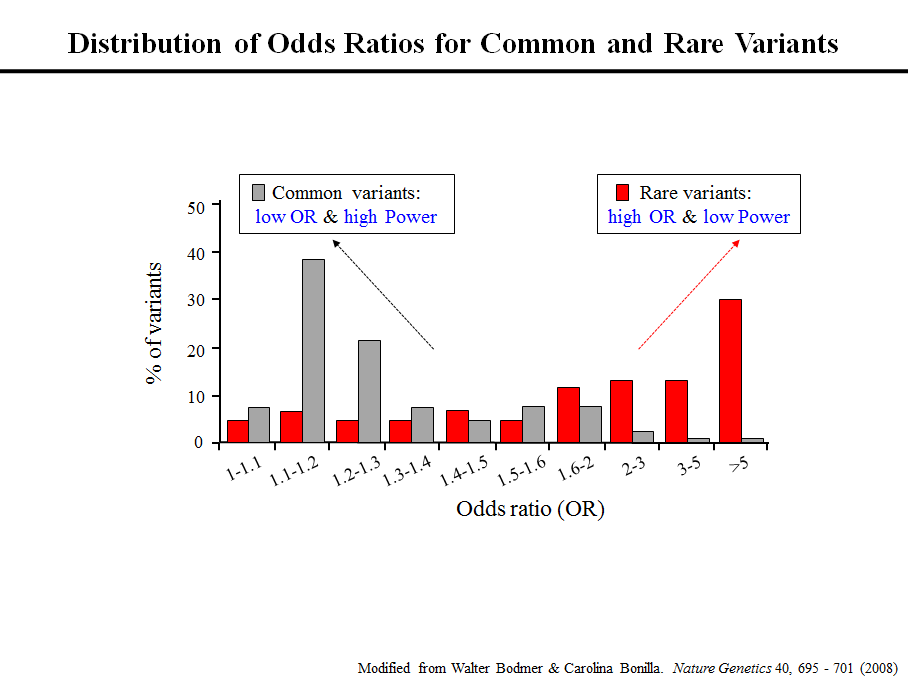 Distribution of Odds Ratios for Common and Rare Variants
Common variants:
low OR & high Power
Rare variants:
high OR & low Power
% of variants
50
40
30
20
10
0
1-1.1
1.1-1.2
1.2-1.3
1.3-1.4
1.4-1.5
1.5-1.6
1.6-2
2-3
3-5
>5
Odds ratio (OR)
Modified from Walter Bodmer & Carolina Bonilla. Nature Genetics 40, 695 - 701 (2008)